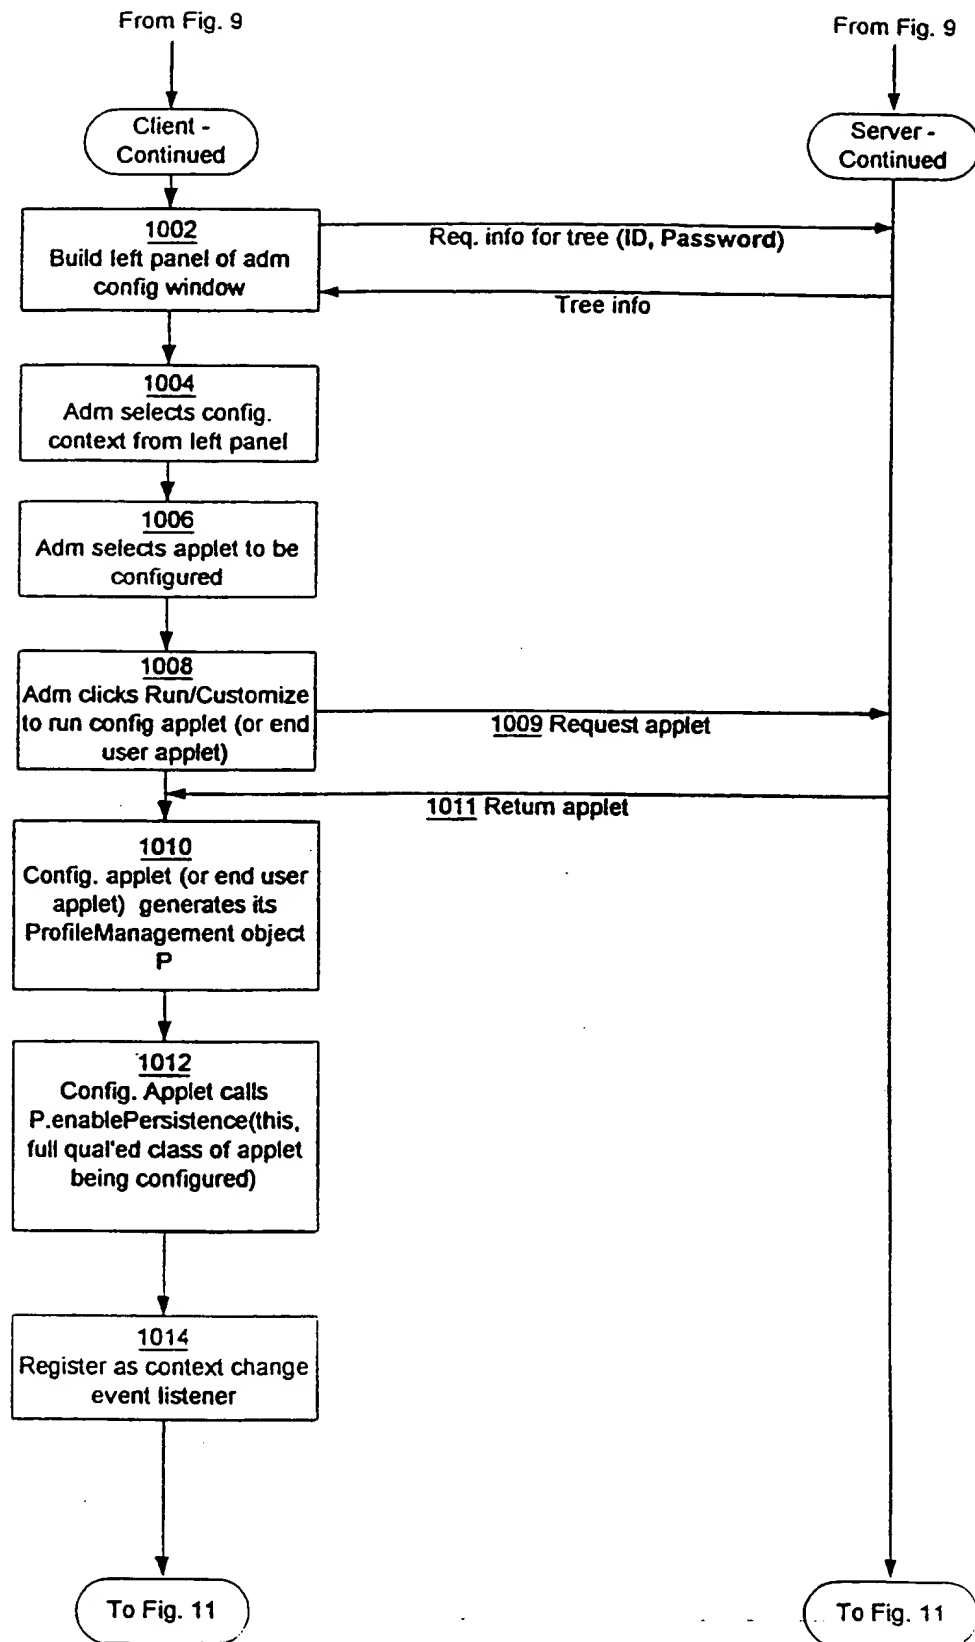 From Fig. 9
From Fig. 9
Client -
Continued
Server -
Continued
1002
Build left panel of adm
config window
Req. info for tree (ID, Password)
Tree info
1004
Adm selects config.
context from left panel
1006
Adm selects applet to be
configured
1008
Adm clicks Run/Customize
to run config applet (or end
user applet)
1009 Request applet
1011 Return applet
1010
Config. applet (or end user
applet) generates its
ProfileManagement object
P
1012
Config. Applet calls
P.enablePersistence(this,
full qual'ed class of applet
being configured)
1014
Register as context change
event listener
To Fig. 11
To Fig. 11